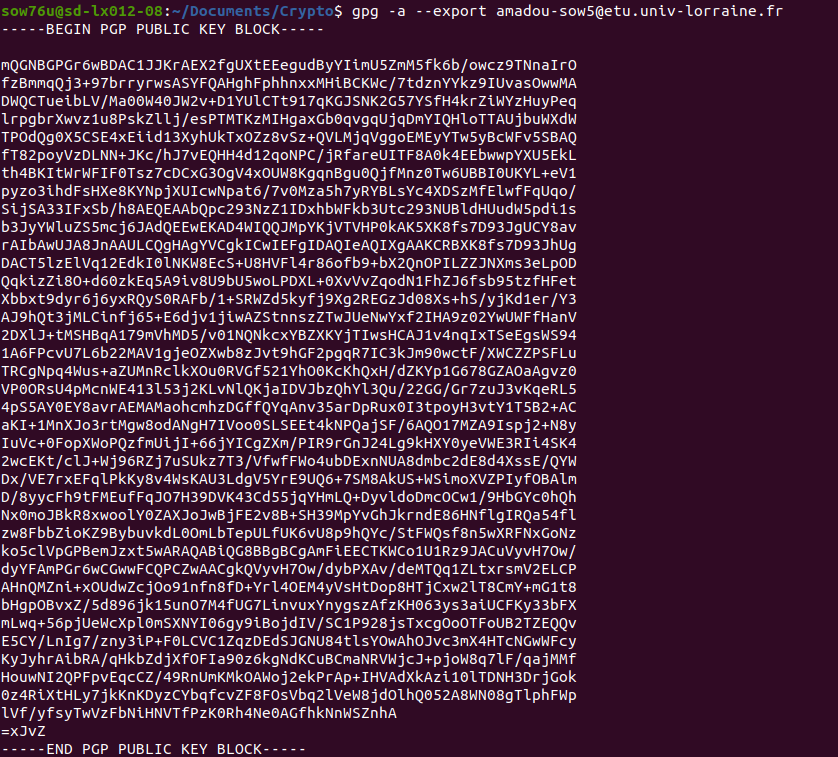 sow76u@sd-lx012-08:~/Documents/Crypto$ gpg -a --export amadou-sow5@etu.univ-lorraine.fr
-----BEGIN PGP PUBLIC KEY BLOCK-----

mQGNBGPGr6wBDAC1JJKrAEX2fgUXtEEegudByYIimU5ZmM5fk6b/owcz9TNnaIrO
fzBmmqQj3+97brryrwsASYFQAHghFphhnxxMHiBCKWc/7tdznYYkz9IUvasOwwMA
DWQCTueibLV/Ma00W40JW2v+D1YUlCTt917qKGJSNK2G57YSfH4krZiWYzHuyPeq
lrpgbrXwvz1u8PskZllj/esPTMTKzMIHgaxGb0qvgqUjqDmYIQHloTTAUjbuWXdW
TPOdQg0X5CSE4xEiid13XyhUkTxOZz8vSz+QVLMjqVggoEMEyYTw5yBcWFv5SBAQ
fT82poyVzDLNN+JKc/hJ7vEQHH4d12qoNPC/jRfareUITF8A0k4EEbwwpYXU5EkL
th4BKItWrWFIF0Tsz7cDCxG3OgV4xOUW8KgqnBgu0QjfMnz0Tw6UBBI0UKYL+eV1
pyzo3ihdFsHXe8KYNpjXUIcwNpat6/7v0Mza5h7yRYBLsYc4XDSzMfElwfFqUqo/
SijSA33IFxSb/h8AEQEAAbQpc293NzZ1IDxhbWFkb3Utc293NUBldHUudW5pdi1s
b3JyYWluZS5mcj6JAdQEEwEKAD4WIQQJMpYKjVTVHP0kAK5XK8fs7D93JgUCY8av
rAIbAwUJA8JnAAULCQgHAgYVCgkICwIEFgIDAQIeAQIXgAAKCRBXK8fs7D93JhUg
DACT5lzElVq12EdkI0lNKW8EcS+U8HVFl4r86ofb9+bX2QnOPILZZJNXms3eLpOD
QqkizZi8O+d60zkEq5A9iv8U9bU5woLPDXL+0XvVvZqodN1FhZJ6fsb95tzfHFet
Xbbxt9dyr6j6yxRQyS0RAFb/1+SRWZd5kyfj9Xg2REGzJd08Xs+hS/yjKd1er/Y3
AJ9hQt3jMLCinfj65+E6djv1jiwAZStnnszZTwJUeNwYxf2IHA9z02YwUWFfHanV
2DXlJ+tMSHBqA179mVhMD5/v01NQNkcxYBZXKYjTIwsHCAJ1v4nqIxTSeEgsWS94
1A6FPcvU7L6b22MAV1gjeOZXwb8zJvt9hGF2pgqR7IC3kJm90wctF/XWCZZPSFLu
TRCgNpq4Wus+aZUMnRclkXOu0RVGf521YhO0KcKhQxH/dZKYp1G678GZAOaAgvz0
VP0ORsU4pMcnWE413l53j2KLvNlQKjaIDVJbzQhYl3Qu/22GG/Gr7zuJ3vKqeRL5
4pS5AY0EY8avrAEMAMaohcmhzDGffQYqAnv35arDpRux0I3tpoyH3vtY1T5B2+AC
aKI+1MnXJo3rtMgw8odANgH7IVoo0SLSEEt4kNPQajSF/6AQO17MZA9Ispj2+N8y
IuVc+0FopXWoPQzfmUijI+66jYICgZXm/PIR9rGnJ24Lg9kHXY0yeVWE3RIi4SK4
2wcEKt/clJ+Wj96RZj7uSUkz7T3/VfwfFWo4ubDExnNUA8dmbc2dE8d4XssE/QYW
Dx/VE7rxEFqlPkKy8v4WsKAU3LdgV5YrE9UQ6+7SM8AkUS+WSimoXVZPIyfOBAlm
D/8yycFh9tFMEufFqJO7H39DVK43Cd55jqYHmLQ+DyvldoDmcOCw1/9HbGYc0hQh
Nx0moJBkR8xwoolY0ZAXJoJwBjFE2v8B+SH39MpYvGhJkrndE86HNflgIRQa54fl
zw8FbbZioKZ9BybuvkdL0OmLbTepULfUK6vU8p9hQYc/StFWQsf8n5wXRFNxGoNz
ko5clVpGPBemJzxt5wARAQABiQG8BBgBCgAmFiEECTKWCo1U1Rz9JACuVyvH7Ow/
dyYFAmPGr6wCGwwFCQPCZwAACgkQVyvH7Ow/dybPXAv/deMTQq1ZLtxrsmV2ELCP
AHnQMZni+xOUdwZcjOo91nfn8fD+Yrl4OEM4yVsHtDop8HTjCxw2lT8CmY+mG1t8
bHgpOBvxZ/5d896jk15unO7M4fUG7LinvuxYnygszAfzKH063ys3aiUCFKy33bFX
mLwq+56pjUeWcXpl0mSXNYI06gy9iBojdIV/SC1P928jsTxcgOoOTFoUB2TZEQQv
E5CY/LnIg7/zny3iP+F0LCVC1ZqzDEdSJGNU84tlsYOwAhOJvc3mX4HTcNGwWFcy
KyJyhrAibRA/qHkbZdjXfOFIa90z6kgNdKCuBCmaNRVWjcJ+pjoW8q7lF/qajMMf
HouwNI2QPFpvEqcCZ/49RnUmKMkOAWoj2ekPrAp+IHVAdXkAzi10lTDNH3DrjGok
0z4RiXtHLy7jkKnKDyzCYbqfcvZF8FOsVbq2lVeW8jdOlhQ052A8WN08gTlphFWp
lVf/yfsyTwVzFbNiHNVTfPzK0Rh4Ne0AGfhkNnWSZnhA
=xJvZ
-----END PGP PUBLIC KEY BLOCK-----